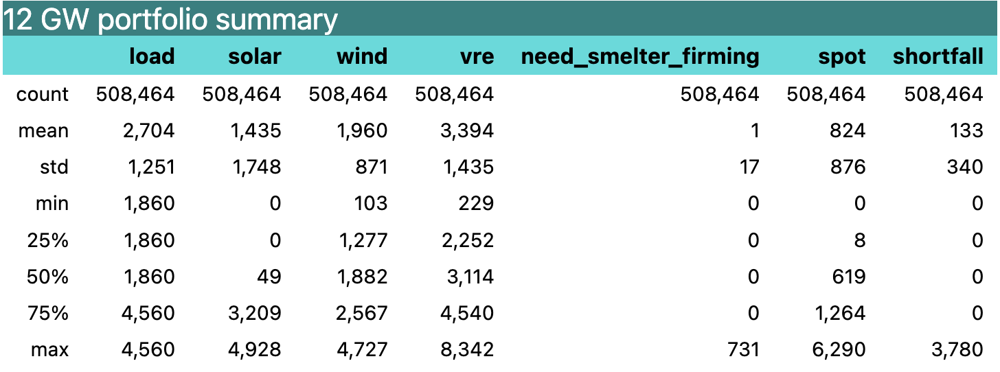 12 GW portfolio summary
load solar wind vre need_smelter_firming spot shortfall
count 508,464 508,464 508,464 508,464 508,464 508,464 508,464
mean 2,704 1,435 1,960 3,394 1 824 133
std 1,251 1,748 871 1,435 17 876 340
min 1,860 0 103 229 0 0 0
25% 1,860 0 1,277 2,252 0 8 0
50% 1,860 49 1,882 3,114 0 619 0
75% 4,560 3,209 2,567 4,540 0 1,264 0
max 4,560 4,928 4,727 8,342 731 6,290 3,780